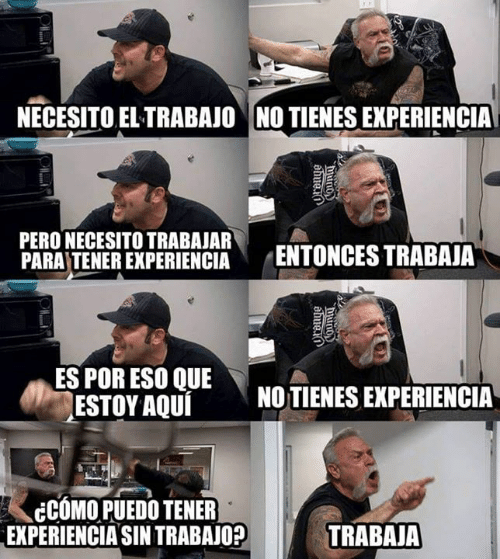 NECESITO EL TRABAJO
NO TIENES EXPERIENCIA
PERO NECESITO TRABAJAR
PARA TENER EXPERIENCIA
ENTONCES TRABAJA
ES POR ESO QUE
ESTOY AQUÍ
NO TIENES EXPERIENCIA
¿CÓMO PUEDO TENER
EXPERIENCIA SIN TRABAJO?
TRABAJA